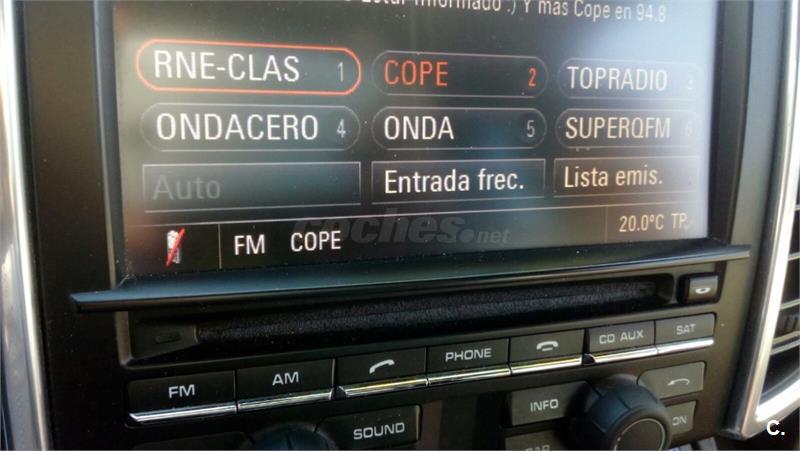 Estar Informado :) Y más Cope en 94.8
RNE-CLAS 1 COPE 2 TOPRADIO 3
ONDACERO 4 ONDA 5 SUPERQFM 6
Auto Entrada frec. Lista emis.
FM COPE 20.0°C TP
coches.net
FM AM PHONE CD AUX SAT
SOUND INFO
C.